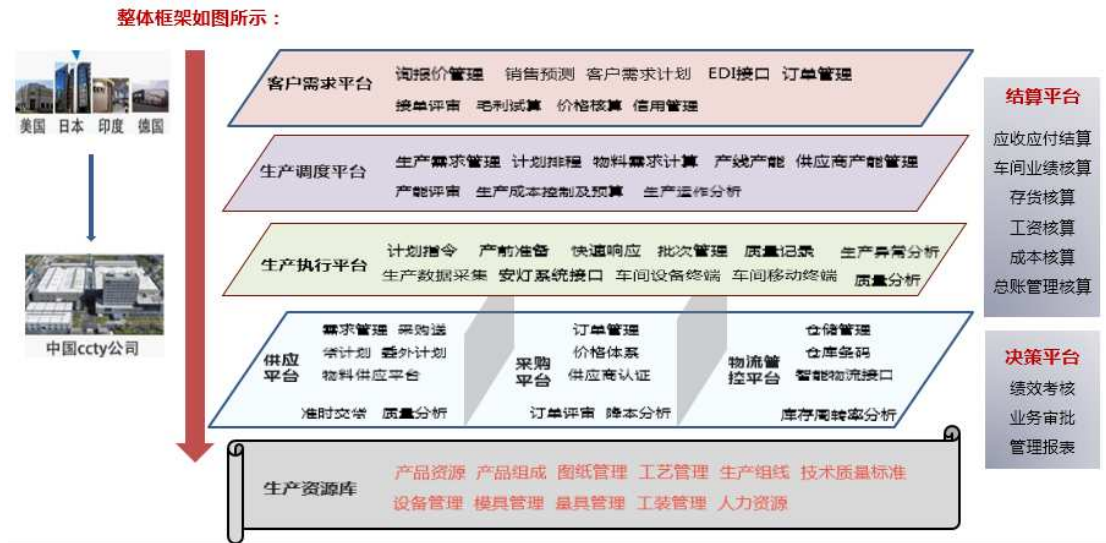 整体框架如图所示：
美国 日本 印度 德国
中国ccty公司
客户需求平台
询报价管理 销售预测 客户需求计划 EDI接口 订单管理
接单评审 毛利试算 价格核算 信用管理
生产调度平台
生产需求管理 计划排程 物料需求计算 产线产能 供应商产能管理
产能评审 生产成本控制及预算 生产运作分析
生产执行平台
计划指令 产前准备 快速响应 批次管理 质量记录 生产异常分析
生产数据采集 安灯系统接口 车间设备终端 车间移动终端 质量分析
供应
平台
需求管理 采购送
货计划 委外计划
物料供应平台
准时交货 质量分析
采购
平台
订单管理
价格体系
供应商认证
订单评审 降本分析
物流管
控平台
仓储管理
仓库条码
智能物流接口
库存周转率分析
生产资源库
产品资源 产品组成 图纸管理 工艺管理 生产组线 技术质量标准
设备管理 模具管理 量具管理 工装管理 人力资源
结算平台
应收应付结算
车间业绩核算
存货核算
工资核算
成本核算
总账管理核算
决策平台
绩效考核
业务审批
管理报表